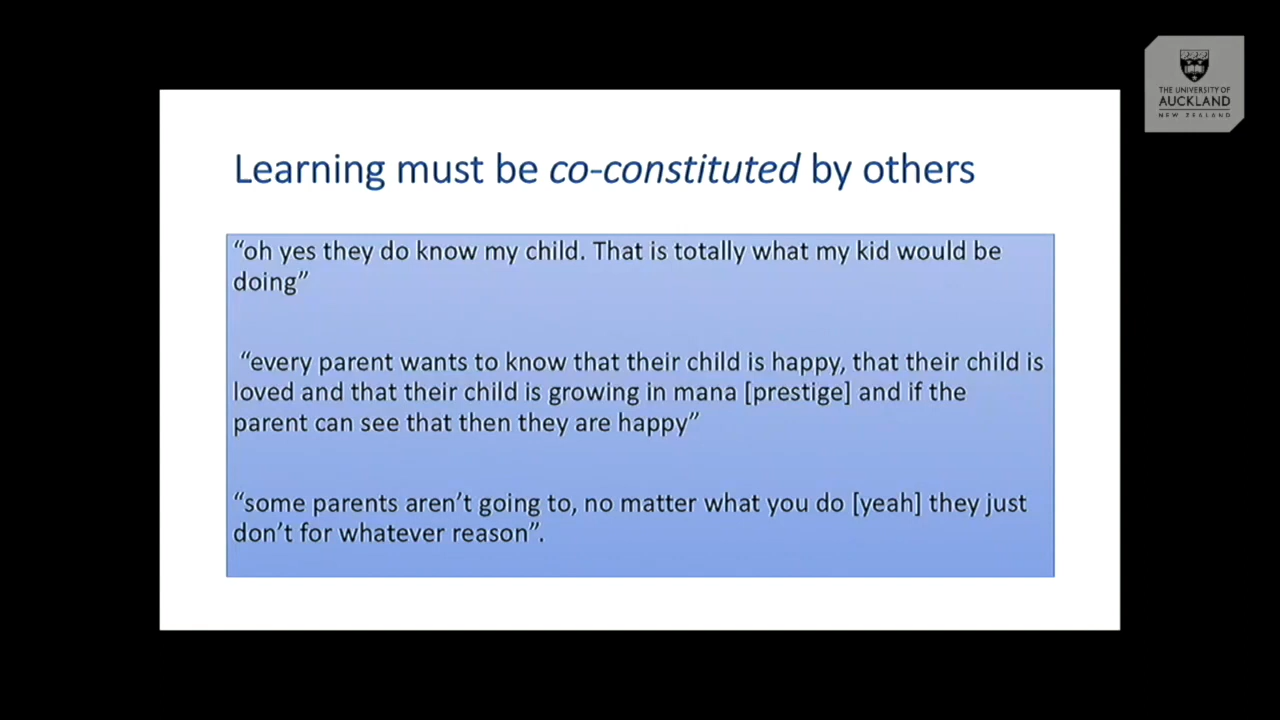 THE UNIVERSITY OF
AUCKLAND
NEW ZEALAND
Learning must be co-constituted by others
“oh yes they do know my child. That is totally what my kid would be
doing”
“every parent wants to know that their child is happy, that their child is
loved and that their child is growing in mana [prestige] and if the
parent can see that then they are happy”
“some parents aren’t going to, no matter what you do [yeah] they just
don’t for whatever reason”.